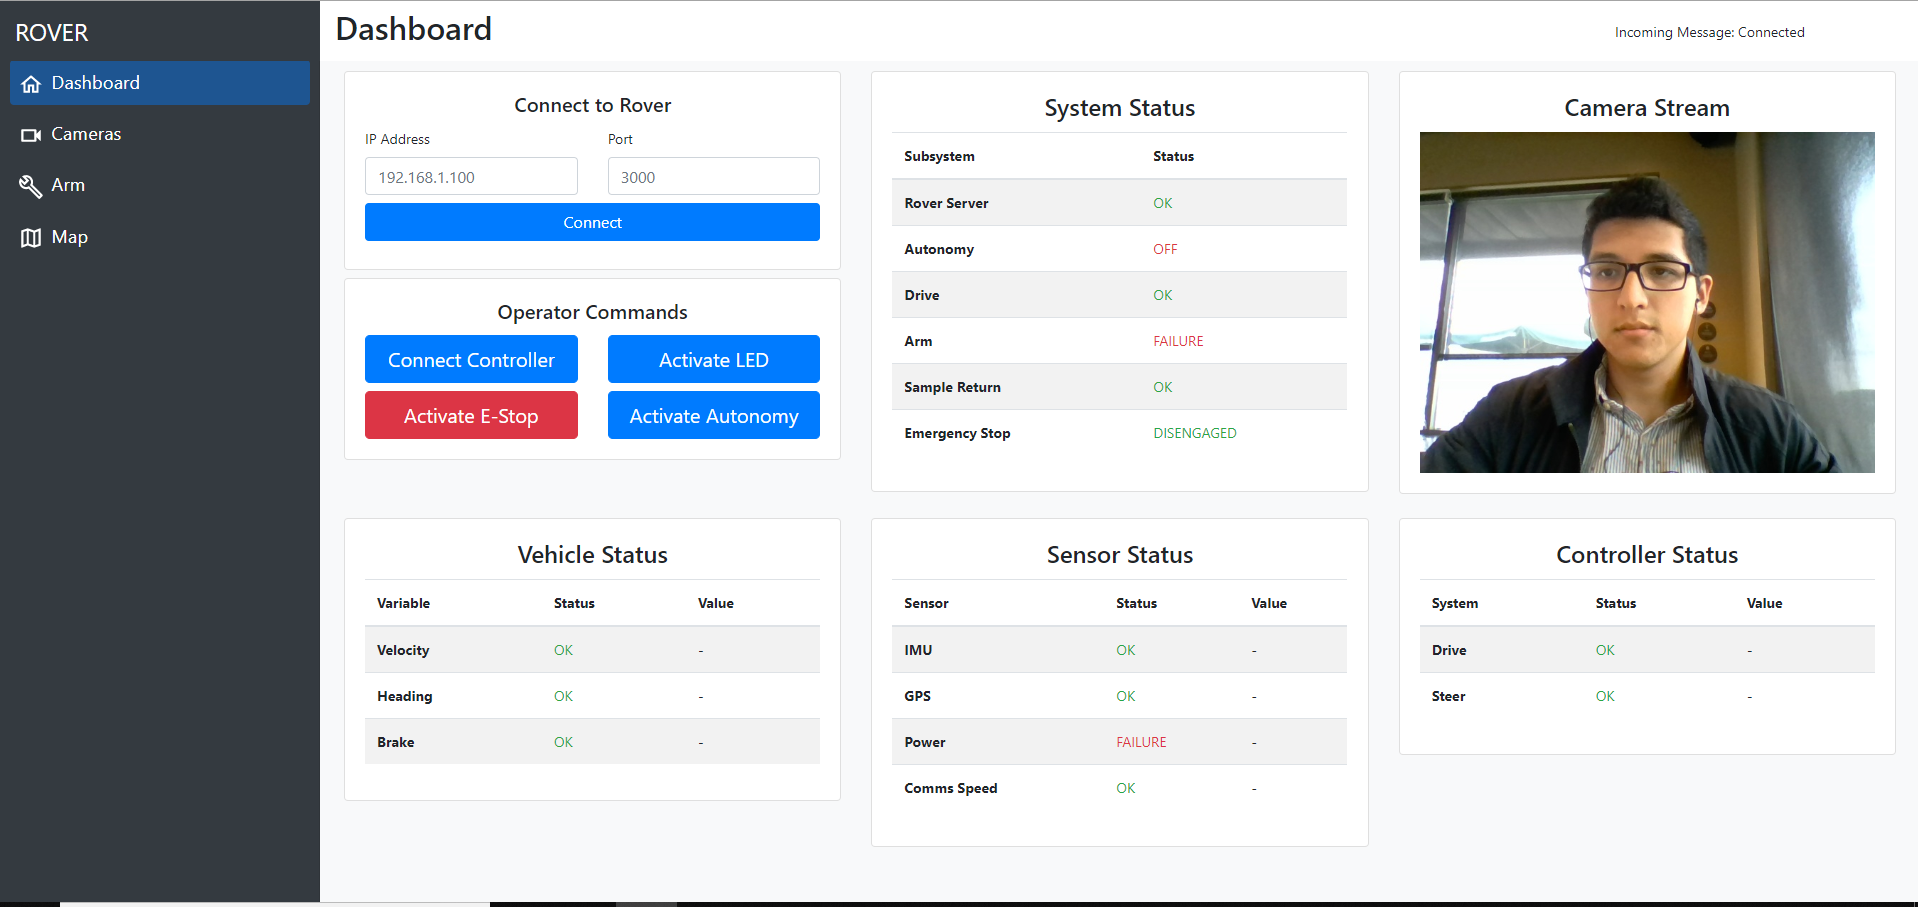 ROVER
Dashboard
Cameras
Arm
Map
Dashboard
Incoming Message: Connected
Connect to Rover
IP Address Port
192.168.1.100 3000
Connect
Operator Commands
Connect Controller Activate LED
Activate E-Stop Activate Autonomy
System Status
Subsystem Status
Rover Server OK
Autonomy OFF
Drive OK
Arm FAILURE
Sample Return OK
Emergency Stop DISENGAGED
Camera Stream
Vehicle Status
Variable Status Value
Velocity OK -
Heading OK -
Brake OK -
Sensor Status
Sensor Status Value
IMU OK -
GPS OK -
Power FAILURE -
Comms Speed OK -
Controller Status
System Status Value
Drive OK -
Steer OK -